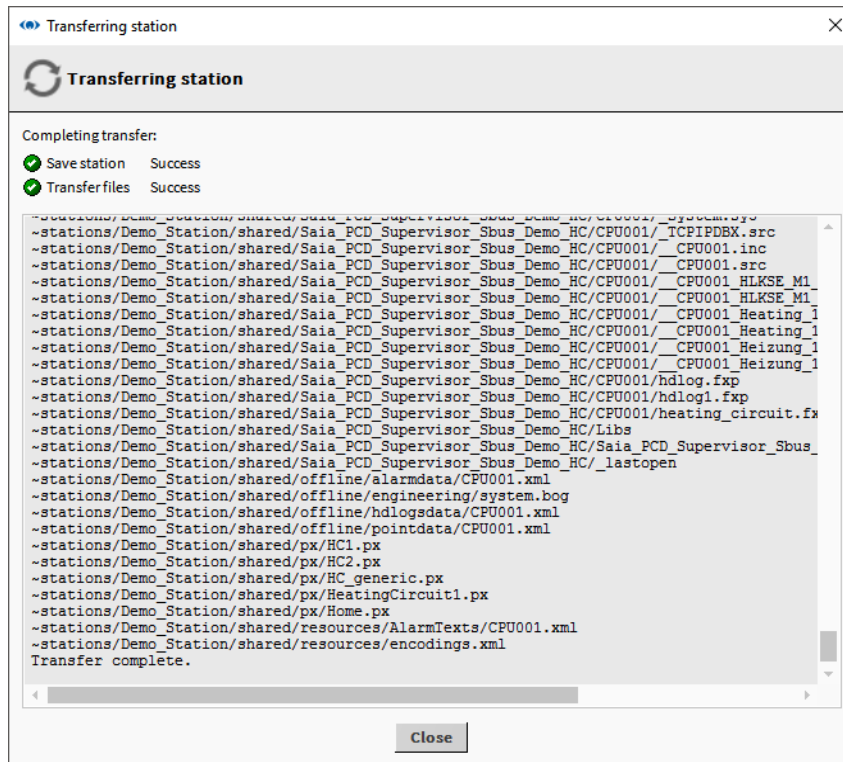 Transferring station
Transferring station
Completing transfer:
Save station Success
Transfer files Success
~stations/Demo_Station/shared/Saia_PCD_Supervisor_Sbus_Demo_HC/CPU001/_System.sys
~stations/Demo_Station/shared/Saia_PCD_Supervisor_Sbus_Demo_HC/CPU001/_TCPIPDBX.src
~stations/Demo_Station/shared/Saia_PCD_Supervisor_Sbus_Demo_HC/CPU001/__CPU001.inc
~stations/Demo_Station/shared/Saia_PCD_Supervisor_Sbus_Demo_HC/CPU001/__CPU001.src
~stations/Demo_Station/shared/Saia_PCD_Supervisor_Sbus_Demo_HC/CPU001/__CPU001_HLKSE_M1_
~stations/Demo_Station/shared/Saia_PCD_Supervisor_Sbus_Demo_HC/CPU001/__CPU001_HLKSE_M1_
~stations/Demo_Station/shared/Saia_PCD_Supervisor_Sbus_Demo_HC/CPU001/__CPU001_Heating_1
~stations/Demo_Station/shared/Saia_PCD_Supervisor_Sbus_Demo_HC/CPU001/__CPU001_Heating_1
~stations/Demo_Station/shared/Saia_PCD_Supervisor_Sbus_Demo_HC/CPU001/__CPU001_Heizung_1
~stations/Demo_Station/shared/Saia_PCD_Supervisor_Sbus_Demo_HC/CPU001/__CPU001_Heizung_1
~stations/Demo_Station/shared/Saia_PCD_Supervisor_Sbus_Demo_HC/CPU001/hdlog.fxp
~stations/Demo_Station/shared/Saia_PCD_Supervisor_Sbus_Demo_HC/CPU001/hdlog1.fxp
~stations/Demo_Station/shared/Saia_PCD_Supervisor_Sbus_Demo_HC/CPU001/heating_circuit.fx
~stations/Demo_Station/shared/Saia_PCD_Supervisor_Sbus_Demo_HC/Libs
~stations/Demo_Station/shared/Saia_PCD_Supervisor_Sbus_Demo_HC/Saia_PCD_Supervisor_Sbus_
~stations/Demo_Station/shared/Saia_PCD_Supervisor_Sbus_Demo_HC/_lastopen
~stations/Demo_Station/shared/offline/alarmdata/CPU001.xml
~stations/Demo_Station/shared/offline/engineering/system.bog
~stations/Demo_Station/shared/offline/hdlogsdata/CPU001.xml
~stations/Demo_Station/shared/offline/pointdata/CPU001.xml
~stations/Demo_Station/shared/px/HC1.px
~stations/Demo_Station/shared/px/HC2.px
~stations/Demo_Station/shared/px/HC_generic.px
~stations/Demo_Station/shared/px/HeatingCircuit1.px
~stations/Demo_Station/shared/px/Home.px
~stations/Demo_Station/shared/resources/AlarmTexts/CPU001.xml
~stations/Demo_Station/shared/resources/encodings.xml
Transfer complete.
Close